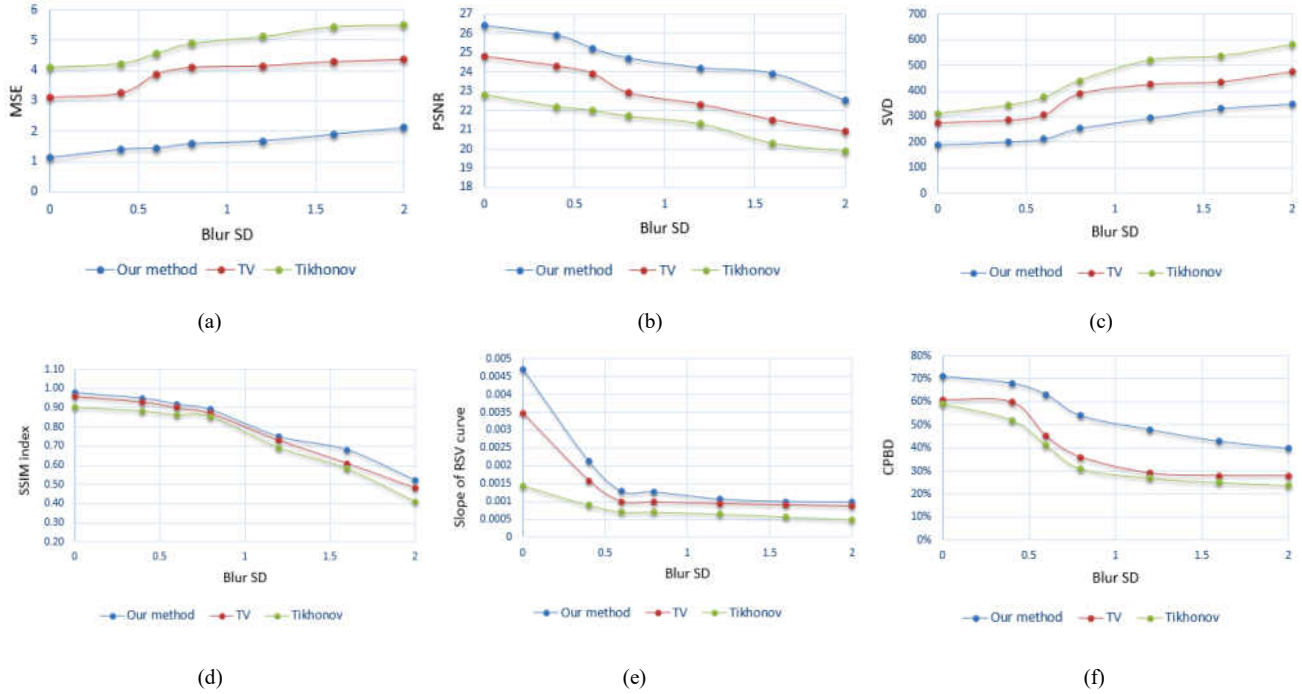 MSE
6
5
4
3
2
1
0
0 0.5 1 1.5 2
Blur SD
Our method TV Tikhonov
(a)
PSNR
27
26
25
24
23
22
21
20
19
18
0 0.5 1 1.5 2
Blur SD
Our method TV Tikhonov
(b)
SVD
700
600
500
400
300
200
100
0
0 0.5 1 1.5 2
Blur SD
Our method TV Tikhonov
(c)
SSIM index
1.10
1.00
0.90
0.80
0.70
0.60
0.50
0.40
0.30
0.20
0 0.5 1 1.5 2
Blur SD
Our method TV Tikhonov
(d)
Slope of RSV curve
0.005
0.0045
0.004
0.0035
0.003
0.0025
0.002
0.0015
0.001
0.0005
0
0 0.5 1 1.5 2
Blur SD
Our method TV Tikhonov
(e)
CPBD
80%
70%
60%
50%
40%
30%
20%
10%
0%
0 0.5 1 1.5 2
Blur SD
Our method TV Tikhonov
(f)